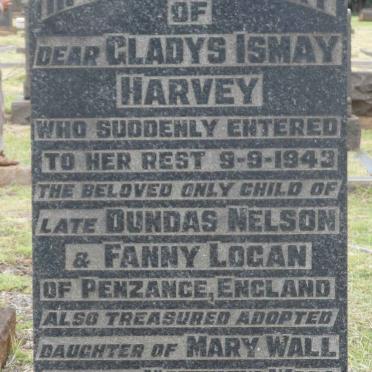 OF
DEAR GLADYS ISMAY
HARVEY
WHO SUDDENLY ENTERED
TO HER REST 9-9-1943
THE BELOVED ONLY CHILD OF
LATE DUNDAS NELSON
& FANNY LOGAN
OF PENZANCE, ENGLAND
ALSO TREASURED ADOPTED
DAUGHTER OF MARY WALL